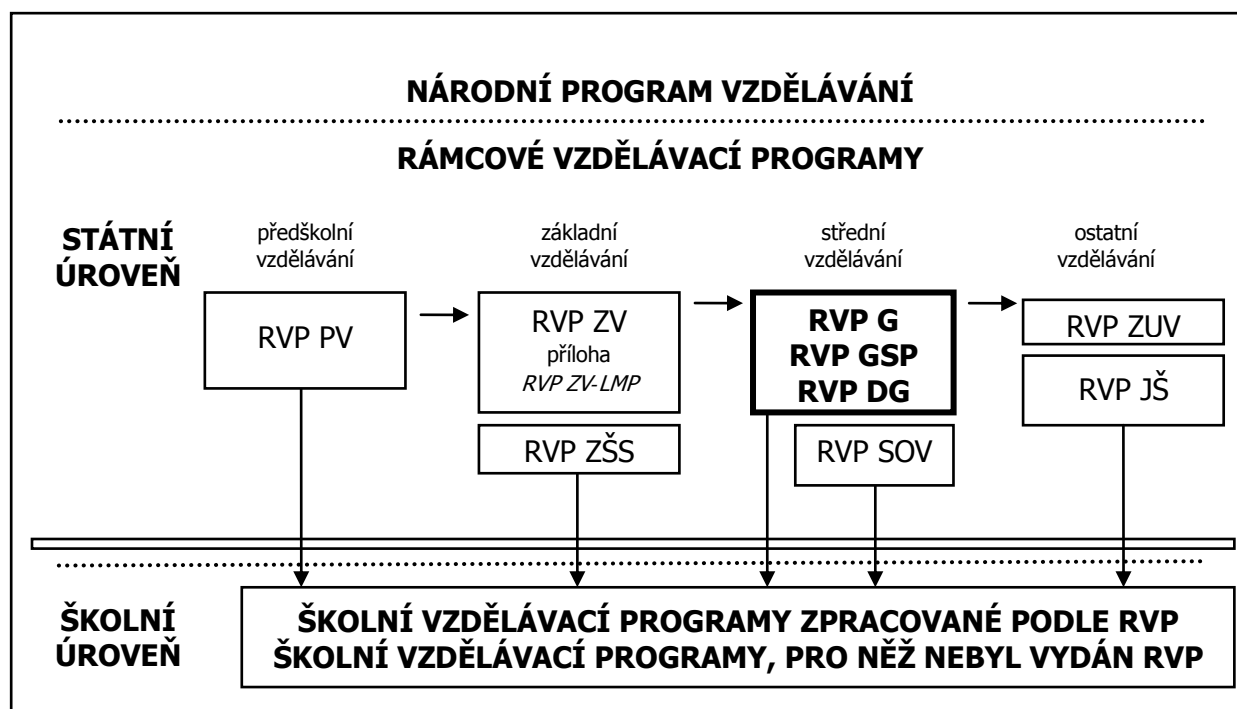 NÁRODNÍ PROGRAM VZDĚLÁVÁNÍ
RÁMCOVÉ VZDĚLÁVACÍ PROGRAMY
STÁTNÍ
ÚROVEŇ
předškolní
vzdělávání
základní
vzdělávání
střední
vzdělávání
ostatní
vzdělávání
RVP PV
RVP ZV
příloha
RVP ZV-LMP
RVP ZŠS
RVP G
RVP GSP
RVP DG
RVP SOV
RVP ZUV
RVP JŠ
ŠKOLNÍ
ÚROVEŇ
ŠKOLNÍ VZDĚLÁVACÍ PROGRAMY ZPRACOVANÉ PODLE RVP
ŠKOLNÍ VZDĚLÁVACÍ PROGRAMY, PRO NĚŽ NEBYL VYDÁN RVP